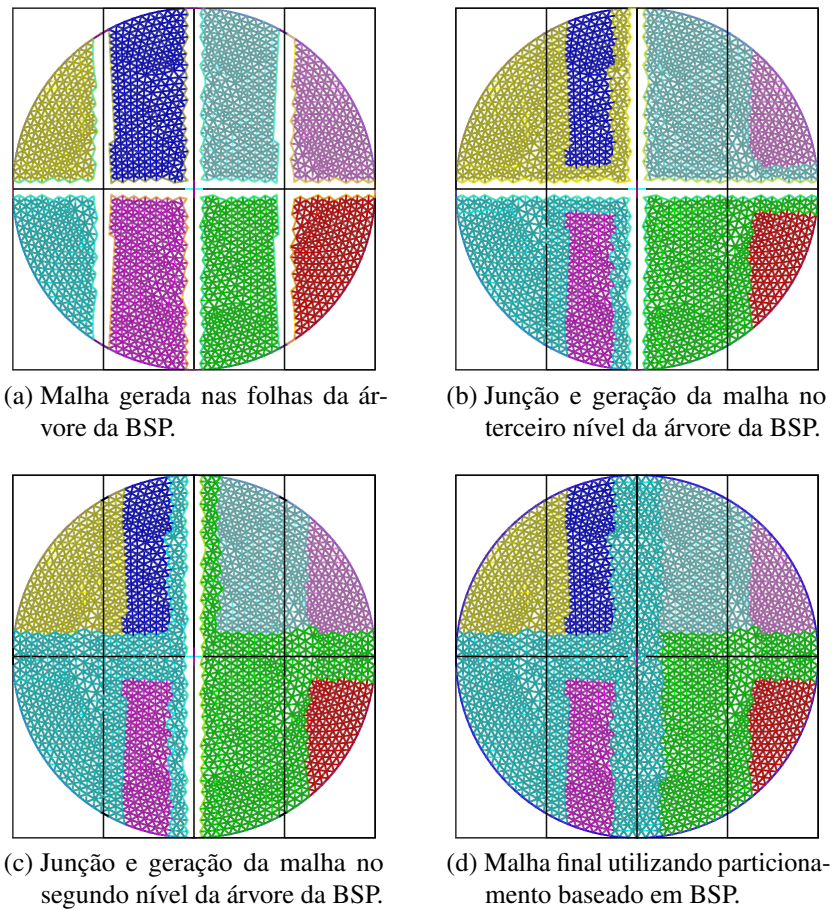 (a) Malha gerada nas folhas da ár-
vore da BSP.
(b) Junção e geração da malha no
terceiro nível da árvore da BSP.
(c) Junção e geração da malha no
segundo nível da árvore da BSP.
(d) Malha final utilizando particiona-
mento baseado em BSP.